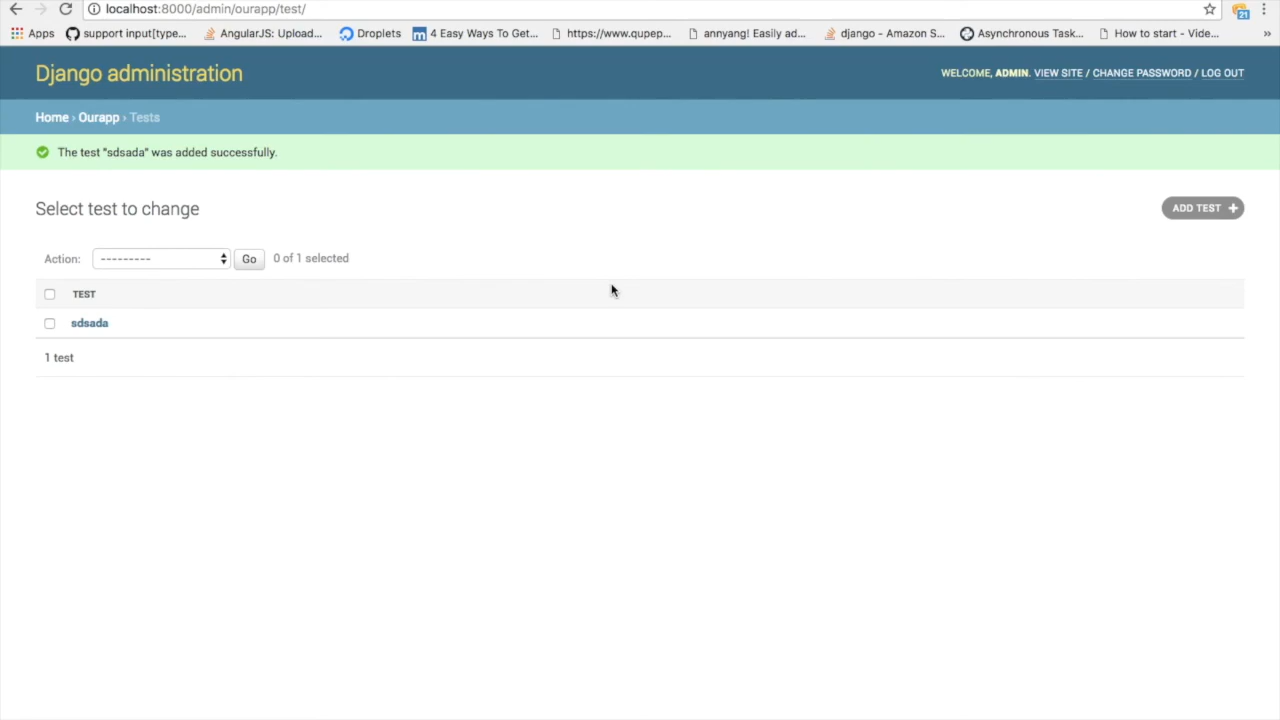 localhost:8000/admin/ourapp/test/
21
Apps support input[type... AngularJS: Upload... Droplets 4 Easy Ways To Get... https://www.qupep... annyang! Easily ad... django - Amazon S... Asynchronous Task... How to start - Vide... »
Django administration
WELCOME, ADMIN. VIEW SITE / CHANGE PASSWORD / LOG OUT
Home › Ourapp › Tests
The test "sdsada" was added successfully.
Select test to change
ADD TEST +
Action: --------- Go 0 of 1 selected
TEST
sdsada
1 test